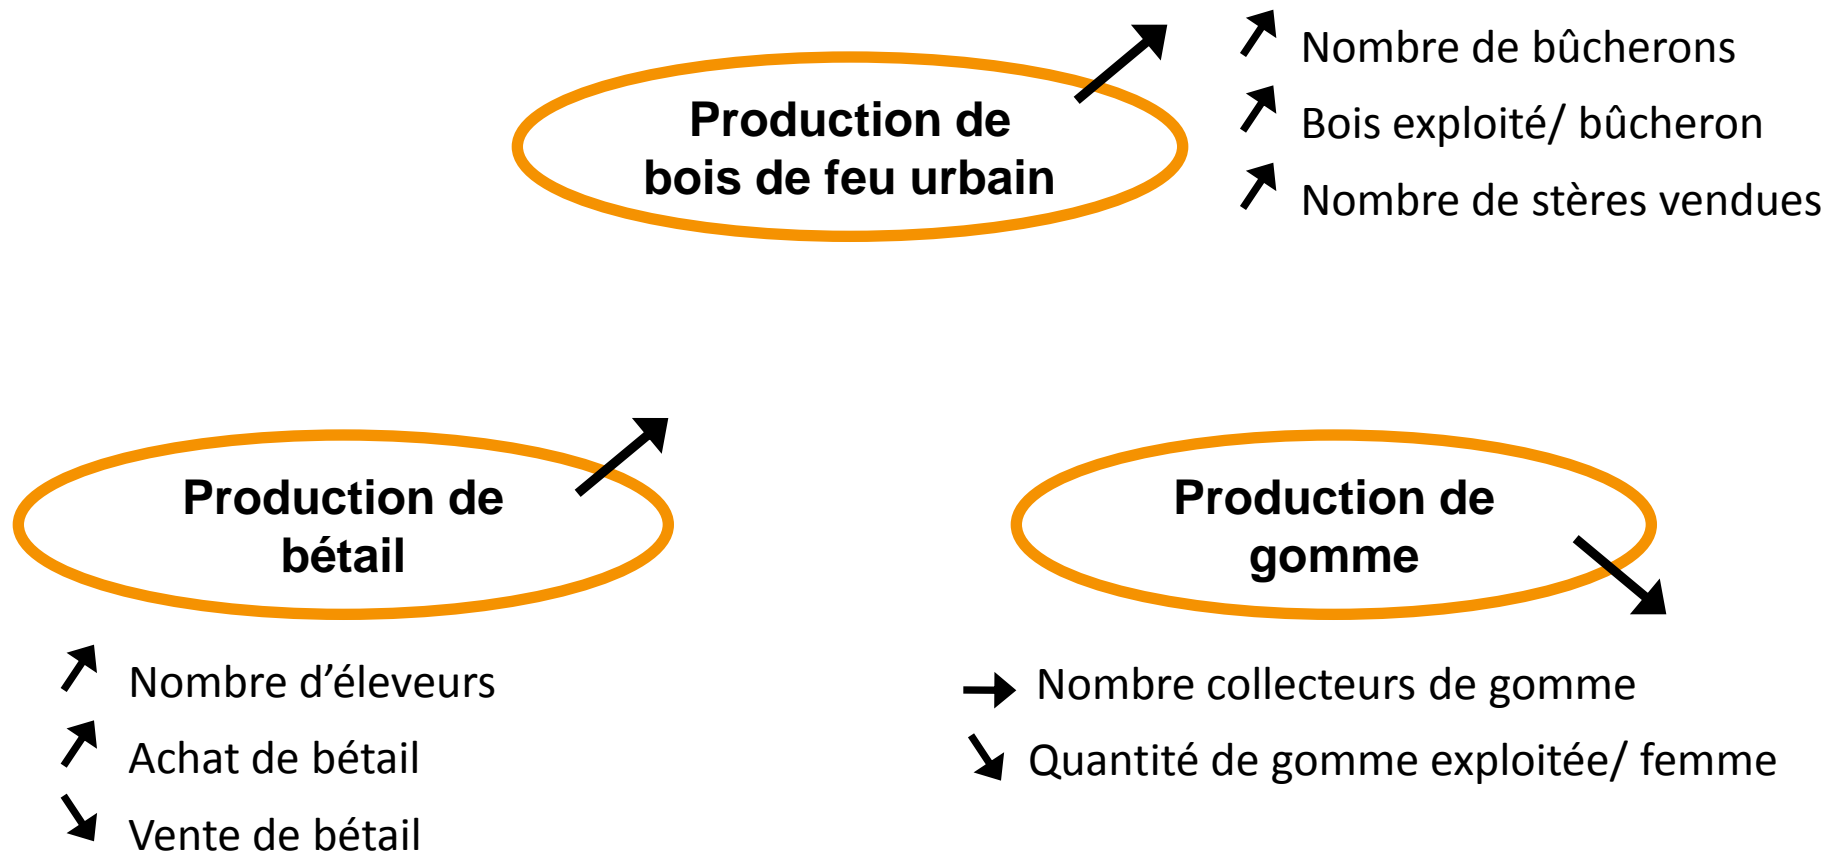 Production de
bois de feu urbain
Nombre de bûcherons
Bois exploité/ bûcheron
Nombre de stères vendues
Production de
bétail
Nombre d’éleveurs
Achat de bétail
Vente de bétail
Production de
gomme
Nombre collecteurs de gomme
Quantité de gomme exploitée/ femme